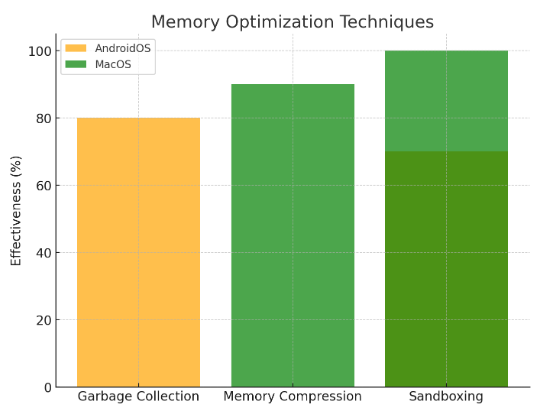 Memory Optimization Techniques
AndroidOS
MacOS
100
80
60
40
20
0
Effectiveness (%)
Garbage Collection
Memory Compression
Sandboxing